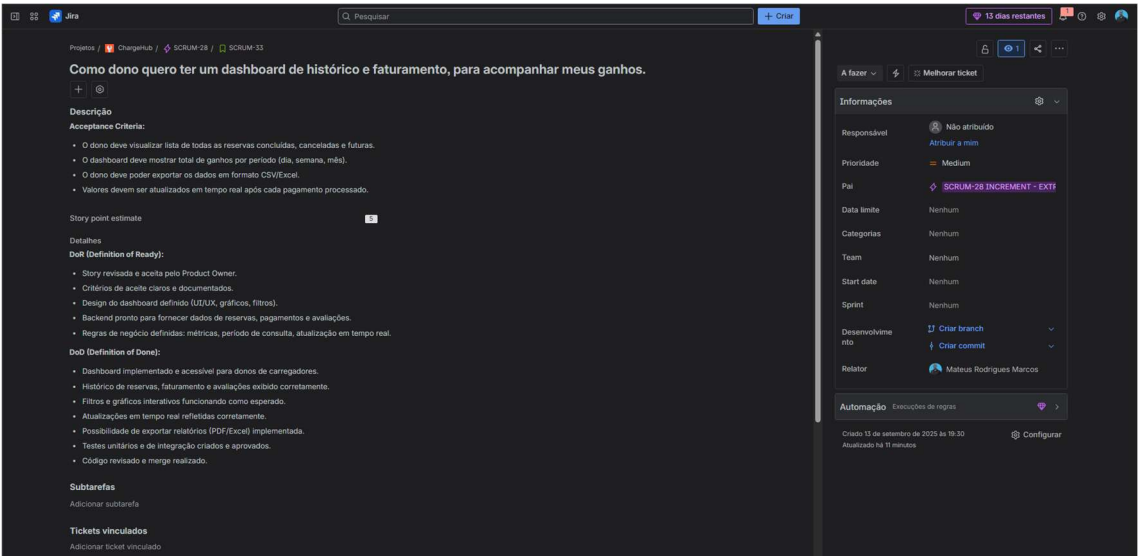 Jira
Pesquisar
+ Criar
13 dias restantes
1
Projetos / ChargeHub / SCRUM-28 / SCRUM-33
1
Como dono quero ter um dashboard de histórico e faturamento, para acompanhar meus ganhos.
Descrição
Acceptance Criteria:
• O dono deve visualizar lista de todas as reservas concluídas, canceladas e futuras.
• O dashboard deve mostrar total de ganhos por período (dia, semana, mês).
• O dono deve poder exportar os dados em formato CSV/Excel.
• Valores devem ser atualizados em tempo real após cada pagamento processado.
Story point estimate
5
Detalhes
DoR (Definition of Ready):
• Story revisada e aceita pelo Product Owner.
• Critérios de aceite claros e documentados.
• Design do dashboard definido (UI/UX, gráficos, filtros).
• Backend pronto para fornecer dados de reservas, pagamentos e avaliações.
• Regras de negócio definidas: métricas, período de consulta, atualização em tempo real.
DoD (Definition of Done):
• Dashboard implementado e acessível para donos de carregadores.
• Histórico de reservas, faturamento e avaliações exibido corretamente.
• Filtros e gráficos interativos funcionando como esperado.
• Atualizações em tempo real refletidas corretamente.
• Possibilidade de exportar relatórios (PDF/Excel) implementada.
• Testes unitários e de integração criados e aprovados.
• Código revisado e merge realizado.
Subtarefas
Adicionar subtarefa
Tickets vinculados
Adicionar ticket vinculado
A fazer
Melhorar ticket
Informações
Responsável
Não atribuído
Atribuir a mim
Prioridade
Medium
Pai
SCRUM-28 INCREMENT - EXTR
Data limite
Nenhum
Categorias
Nenhum
Team
Nenhum
Start date
Nenhum
Sprint
Nenhum
Desenvolvime
nto
Criar branch
Criar commit
Relator
Mateus Rodrigues Marcos
Automação Execuções de regras
Criado 13 de setembro de 2025 às 19:30
Atualizado há 11 minutos
Configurar